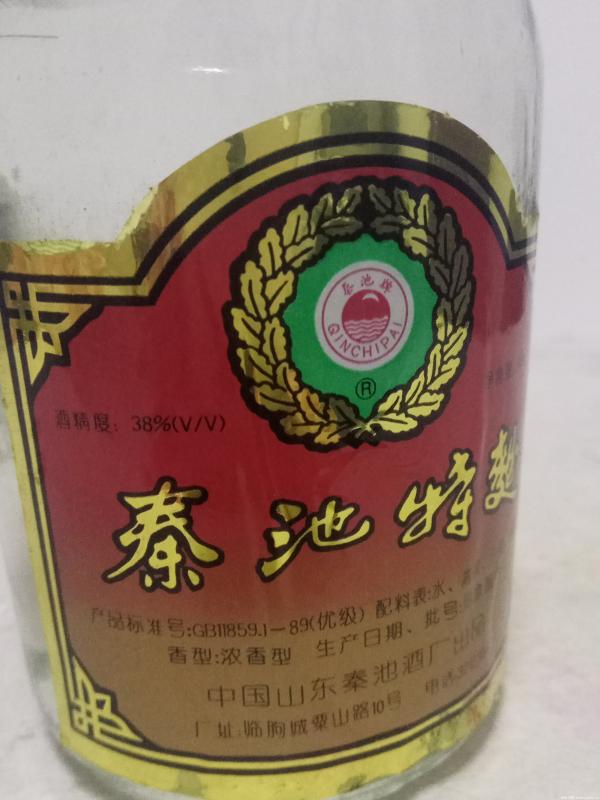 秦池牌
QINCHIPAI
®
酒精度: 38%(V/V)
秦池特麯
产品标准号:GB11859.1-89(优级) 配料表:水、
香型:浓香型 生产日期、批号:
中国山东秦池酒厂出品
厂址:临朐城粟山路10号 电话: